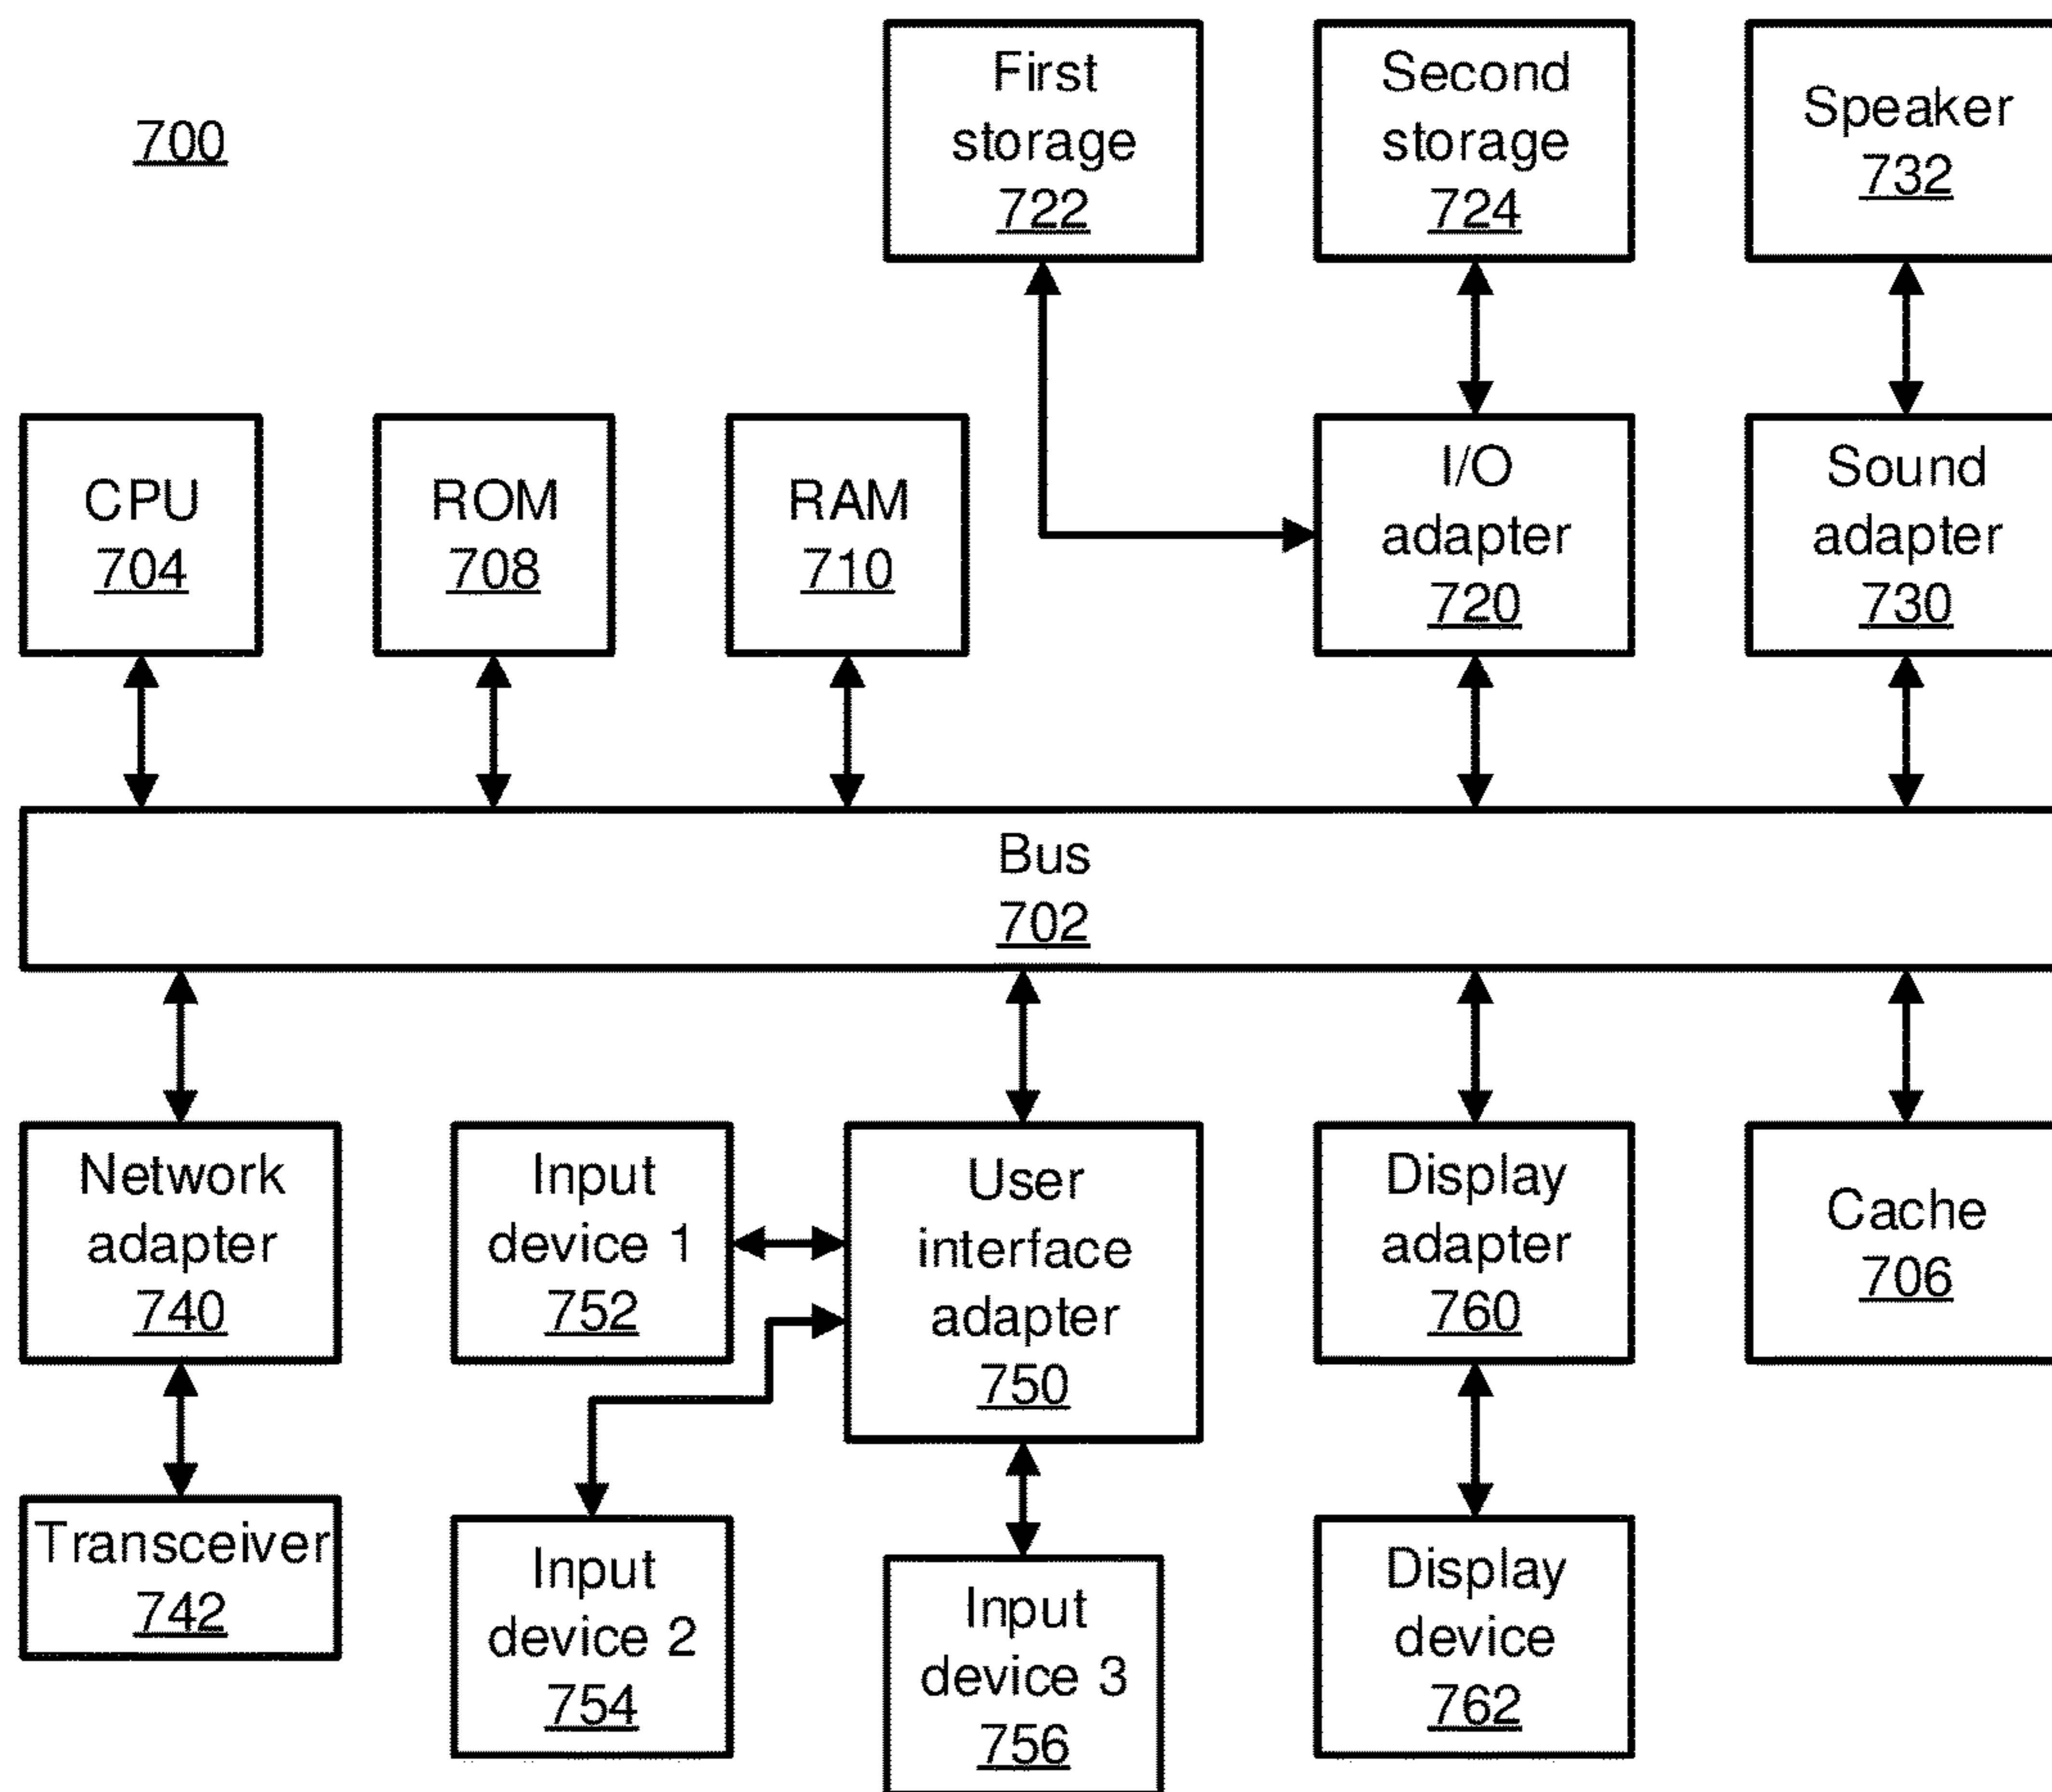 700
First
storage
722
Second
storage
724
Speaker
732
CPU
704
ROM
708
RAM
710
I/O
adapter
720
Sound
adapter
730
Bus
702
Network
adapter
740
Input
device 1
752
User
interface
adapter
750
Display
adapter
760
Cache
706
Transceiver
742
Input
device 2
754
Input
device 3
756
Display
device
762